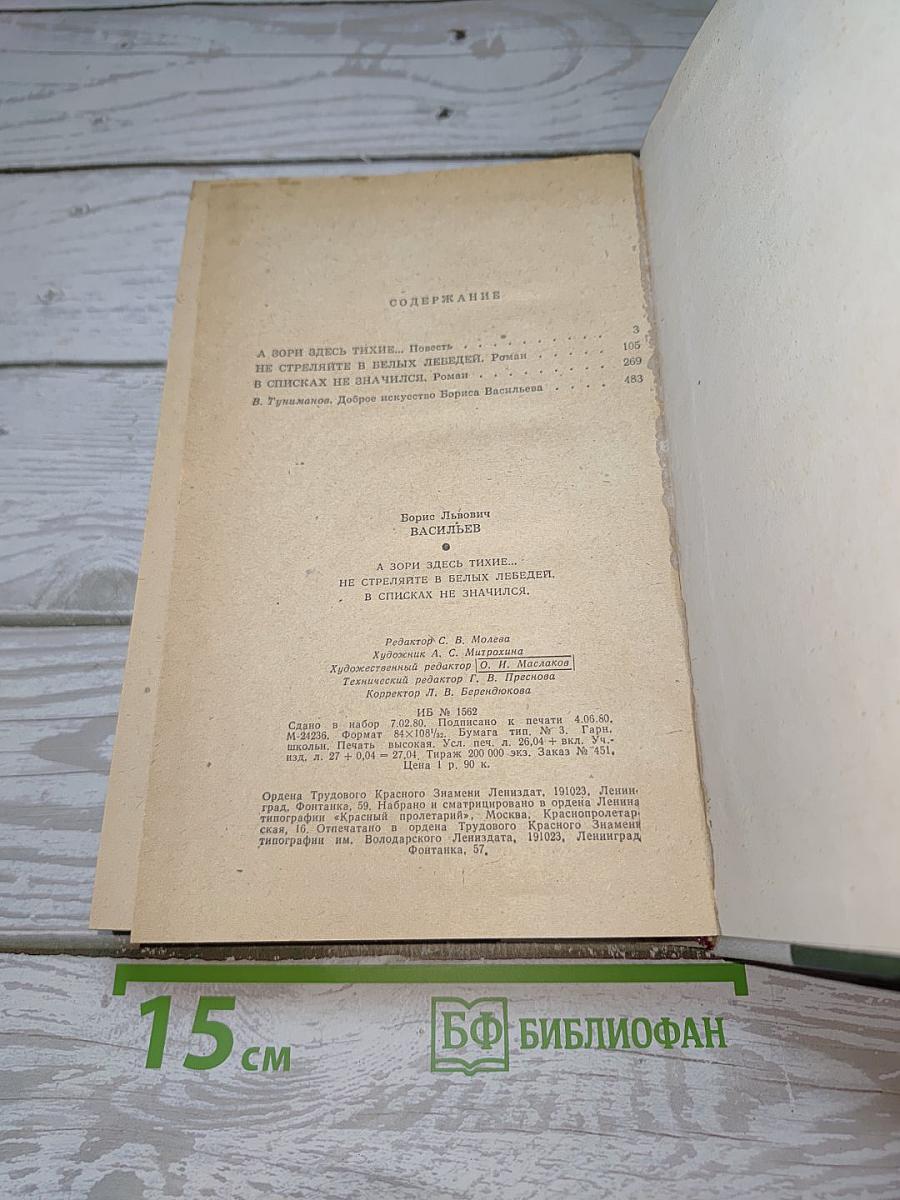 СОДЕРЖАНИЕ
А ЗОРИ ЗДЕСЬ ТИХИЕ... Повесть . . . . . . . . . . 3
НЕ СТРЕЛЯЙТЕ В БЕЛЫХ ЛЕБЕДЕЙ. Роман . . . . . 105
В СПИСКАХ НЕ ЗНАЧИЛСЯ. Роман . . . . . . . . . 269
В. Туниманов. Доброе искусство Бориса Васильева . . . . 483
Борис Львович
ВАСИЛЬЕВ
А ЗОРИ ЗДЕСЬ ТИХИЕ...
НЕ СТРЕЛЯЙТЕ В БЕЛЫХ ЛЕБЕДЕЙ.
В СПИСКАХ НЕ ЗНАЧИЛСЯ.
Редактор С. В. Молева
Художник А. С. Митрохина
Художественный редактор О. И. Маслаков
Технический редактор Г. В. Преснова
Корректор Л. В. Берендюкова
ИБ № 1562
Сдано в набор 7.02.80. Подписано к печати 4.06.80.
М-24236. Формат 84×108¹/₃₂. Бумага тип. № 3. Гарн.
школьн. Печать высокая. Усл. печ. л. 26,04 + вкл. Уч.-
изд. л. 27 + 0,04 = 27,04. Тираж 200 000 экз. Заказ № 451.
Цена 1 р. 90 к.
Ордена Трудового Красного Знамени Лениздат, 191023, Ленин-
град, Фонтанка, 59. Набрано и сматрицировано в ордена Ленина
типографии «Красный пролетарий», Москва, Краснопролетар-
ская, 16. Отпечатано в ордена Трудового Красного Знамени
типографии им. Володарского Лениздата, 191023, Ленинград,
Фонтанка, 57.
15 см
БФ БИБЛИОФАН